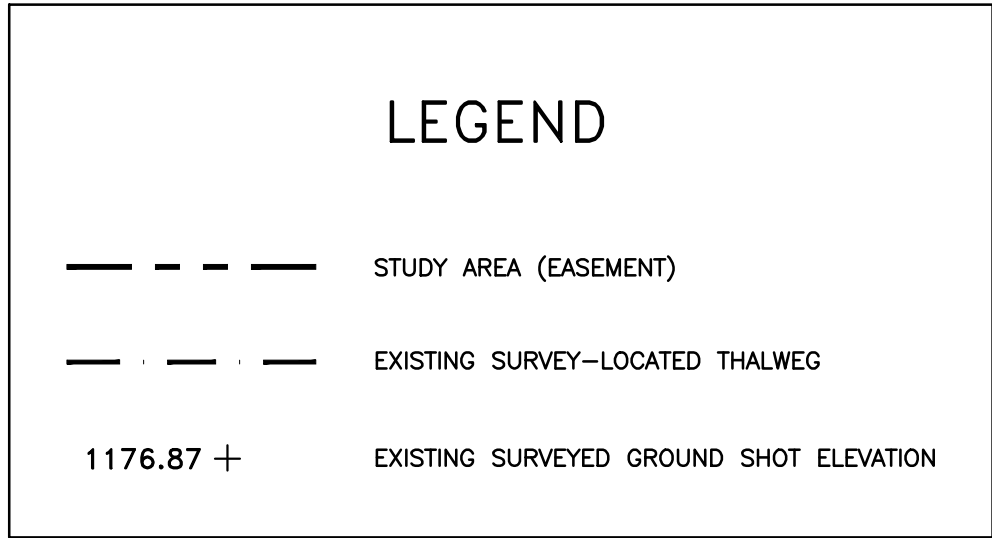 LEGEND
STUDY AREA (EASEMENT)
EXISTING SURVEY-LOCATED THALWEG
1176.87 + EXISTING SURVEYED GROUND SHOT ELEVATION